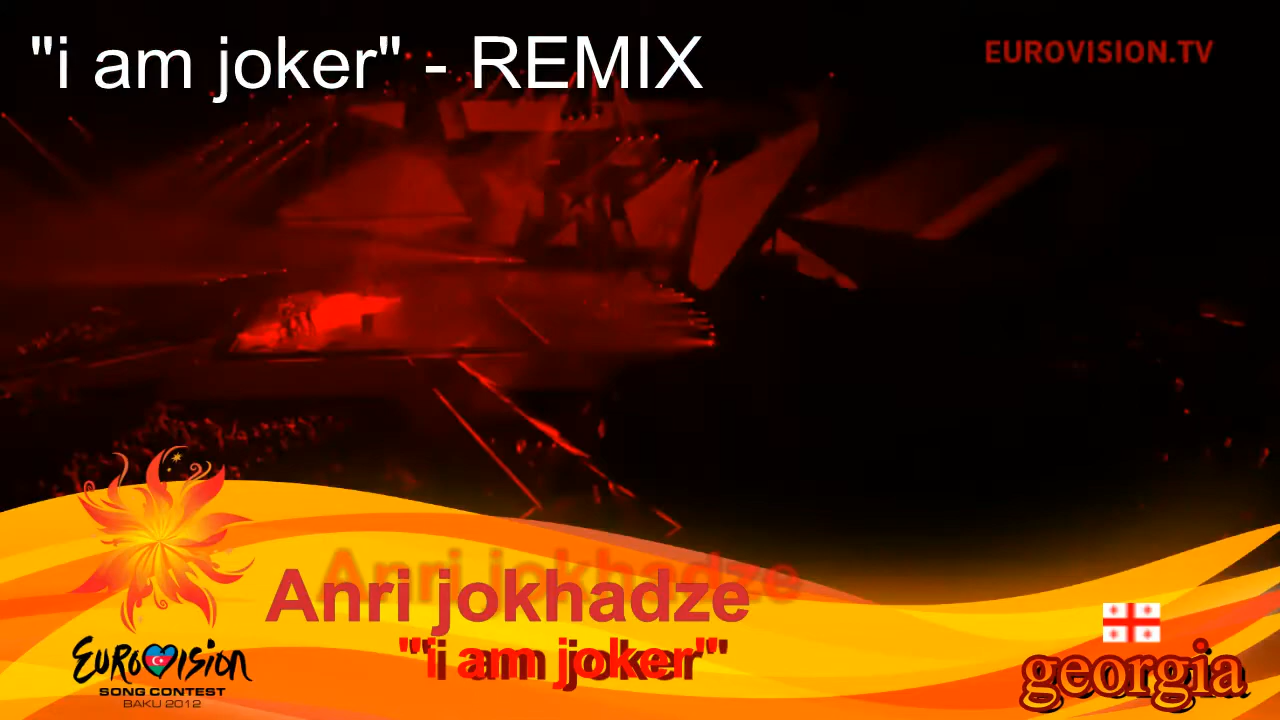 "i am joker" - REMIX
EUROVISION.TV
Anri jokhadze
"i am joker"
EUROVISION
SONG CONTEST
BAKU 2012
georgia